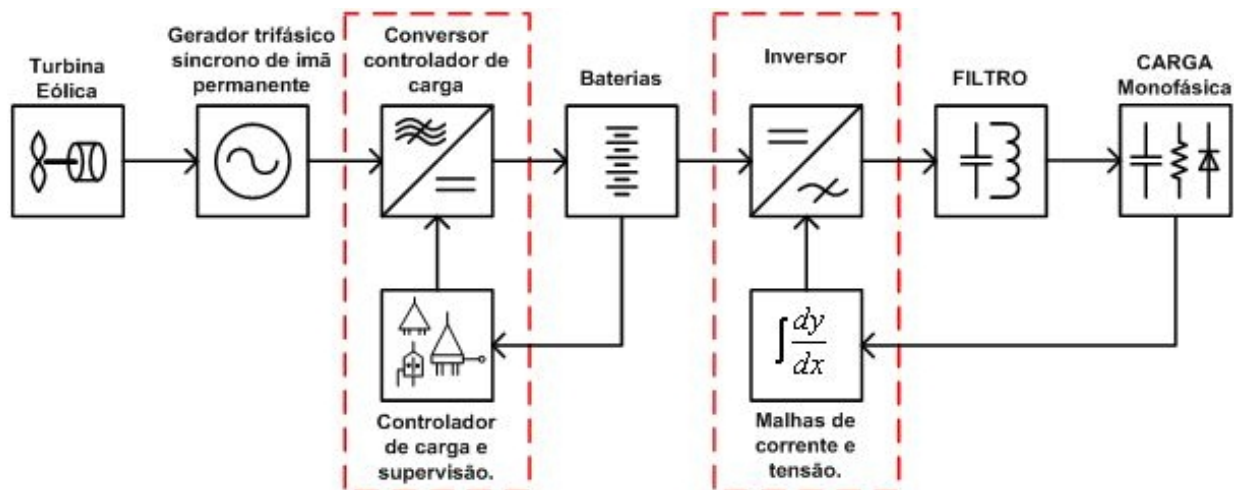 Turbina
Eólica
Gerador trifásico
síncrono de imã
permanente
Conversor
controlador de
carga
Baterias
Inversor
FILTRO
CARGA
Monofásica
Controlador
de carga e
supervisão.
∫ dy
dx
Malhas de
corrente e
tensão.